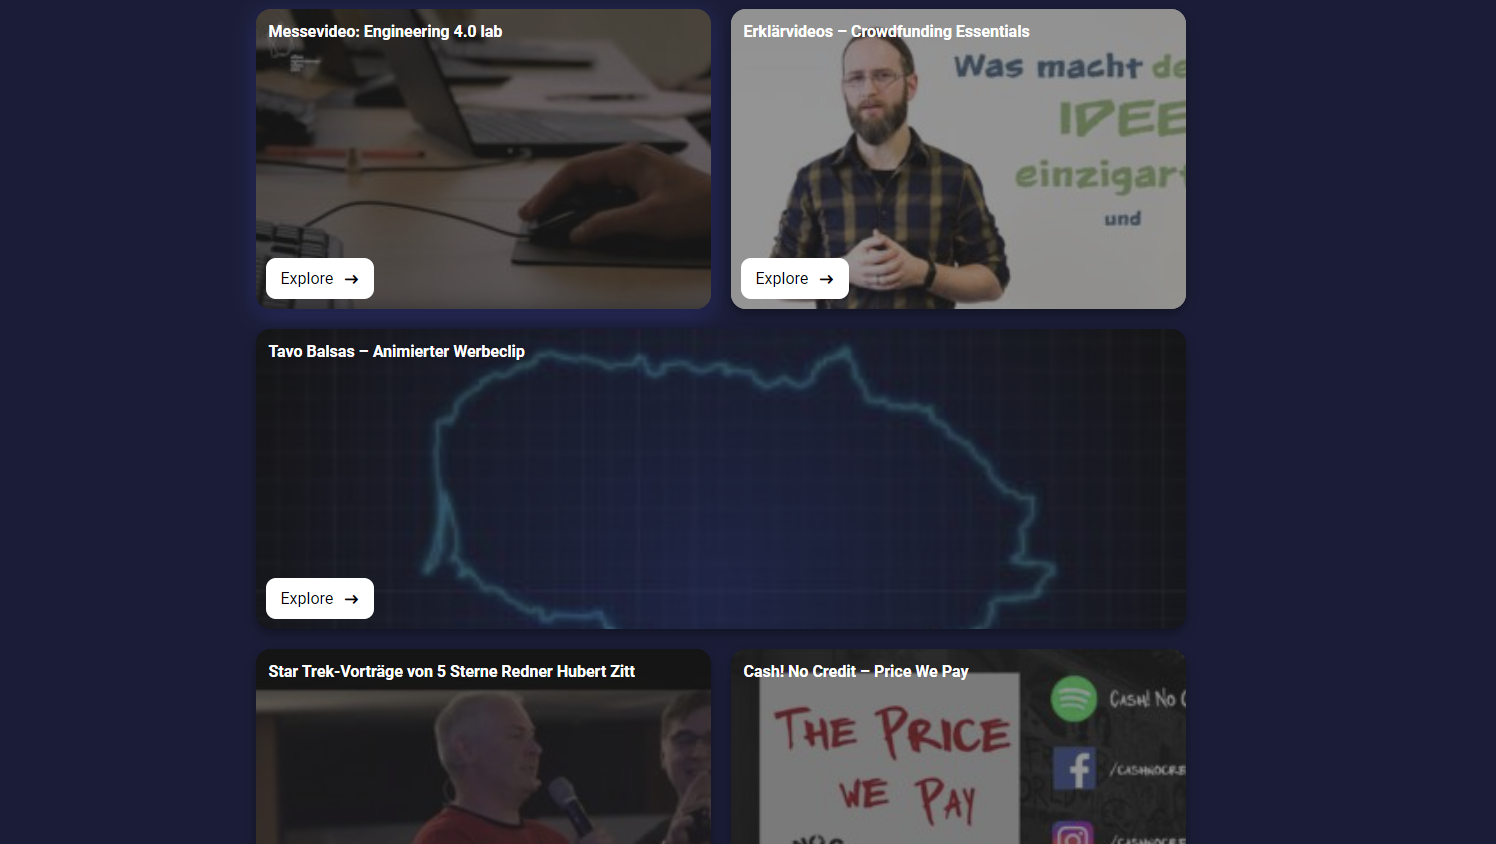 Messevideo: Engineering 4.0 lab
Explore
Erklärvideos – Crowdfunding Essentials
Was macht de
IDEE
einzigart
und
Explore
Tavo Balsas – Animierter Werbeclip
Explore
Star Trek-Vorträge von 5 Sterne Redner Hubert Zitt
Cash! No Credit – Price We Pay
THE PRICE
WE PAY
CASH! NO C
/CASHNOCRE
/CASHNOCRE